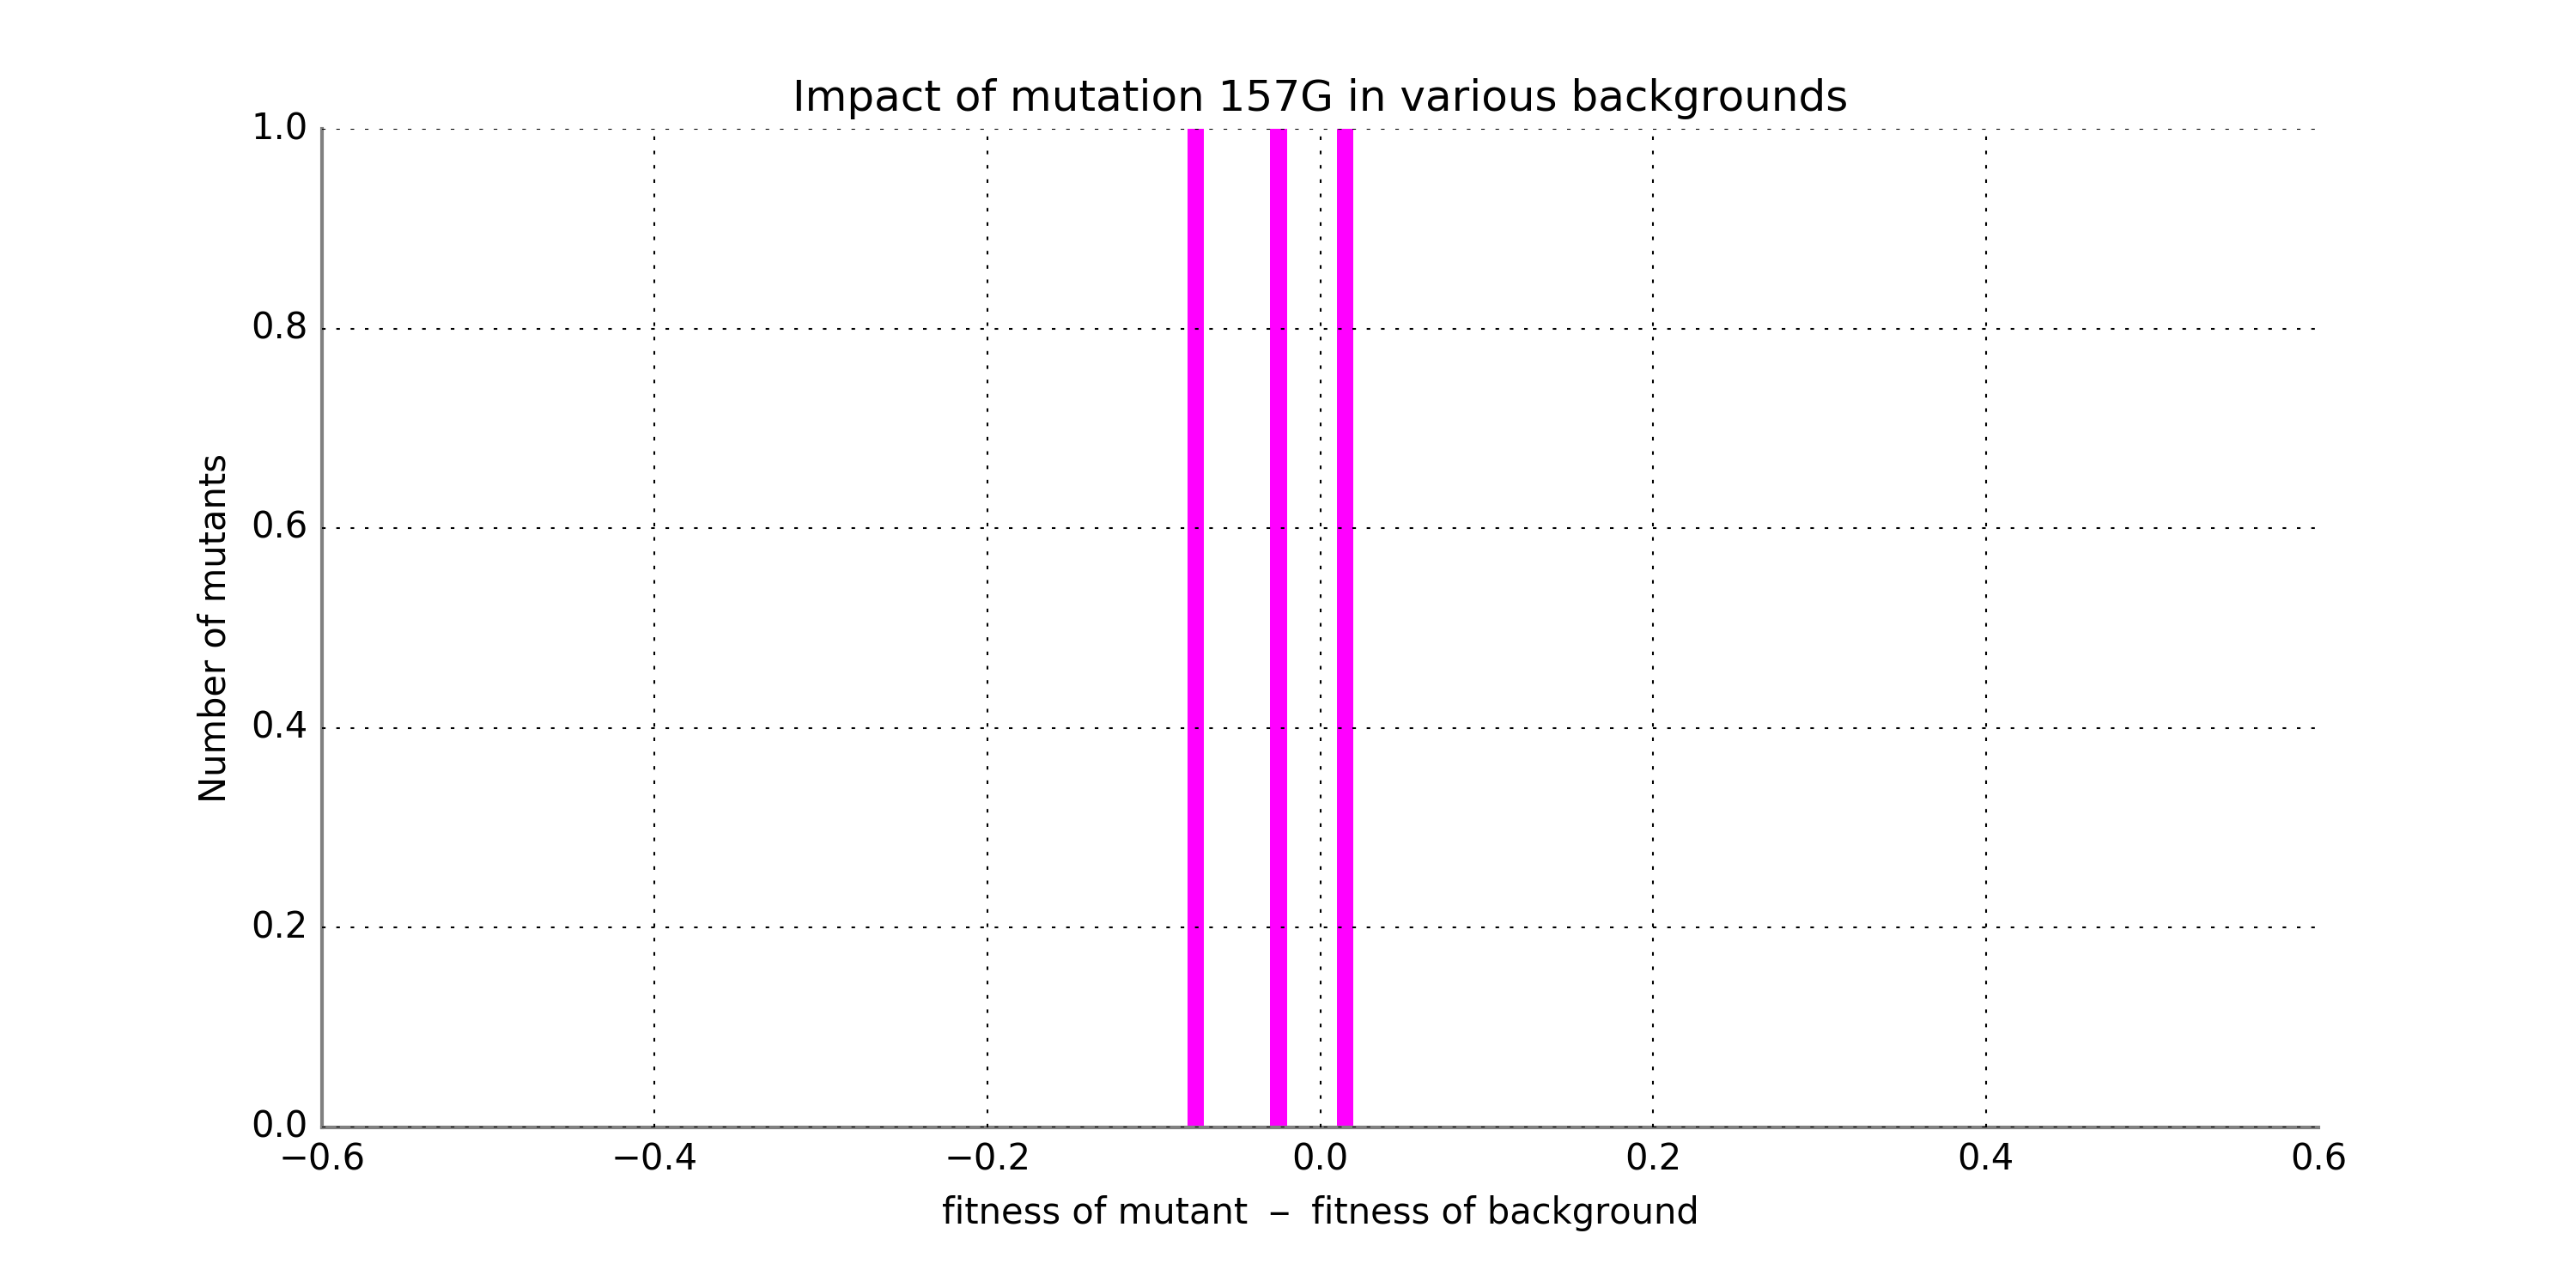 Impact of mutation 157G in various backgrounds
1.0
0.8
0.6
0.4
0.2
0.0
Number of mutants
−0.6 −0.4 −0.2 0.0 0.2 0.4 0.6
fitness of mutant − fitness of background